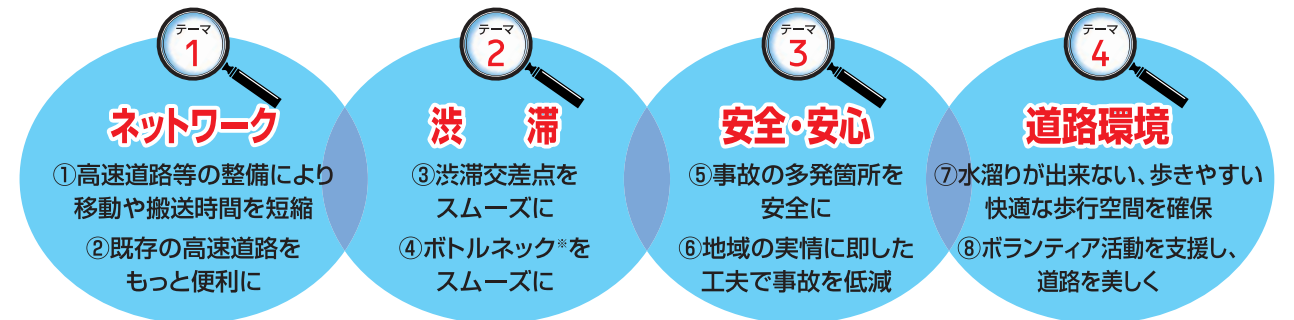 テーマ
1
ネットワーク
①高速道路等の整備により
移動や搬送時間を短縮
②既存の高速道路を
もっと便利に
テーマ
2
渋 滞
③渋滞交差点を
スムーズに
④ボトルネック※を
スムーズに
テーマ
3
安全・安心
⑤事故の多発箇所を
安全に
⑥地域の実情に即した
工夫で事故を低減
テーマ
4
道路環境
⑦水溜りが出来ない、歩きやすい
快適な歩行空間を確保
⑧ボランティア活動を支援し、
道路を美しく